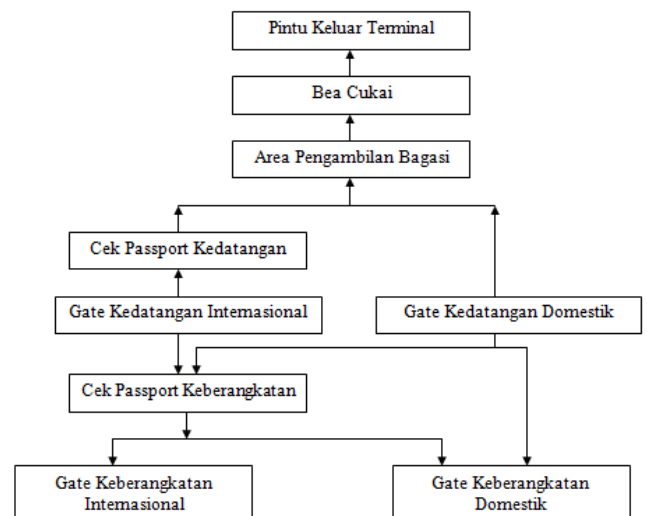 Pintu Keluar Terminal
Bea Cukai
Area Pengambilan Bagasi
Cek Passport Kedatangan
Gate Kedatangan Internasional
Gate Kedatangan Domestik
Cek Passport Keberangkatan
Gate Keberangkatan
Internasional
Gate Keberangkatan
Domestik